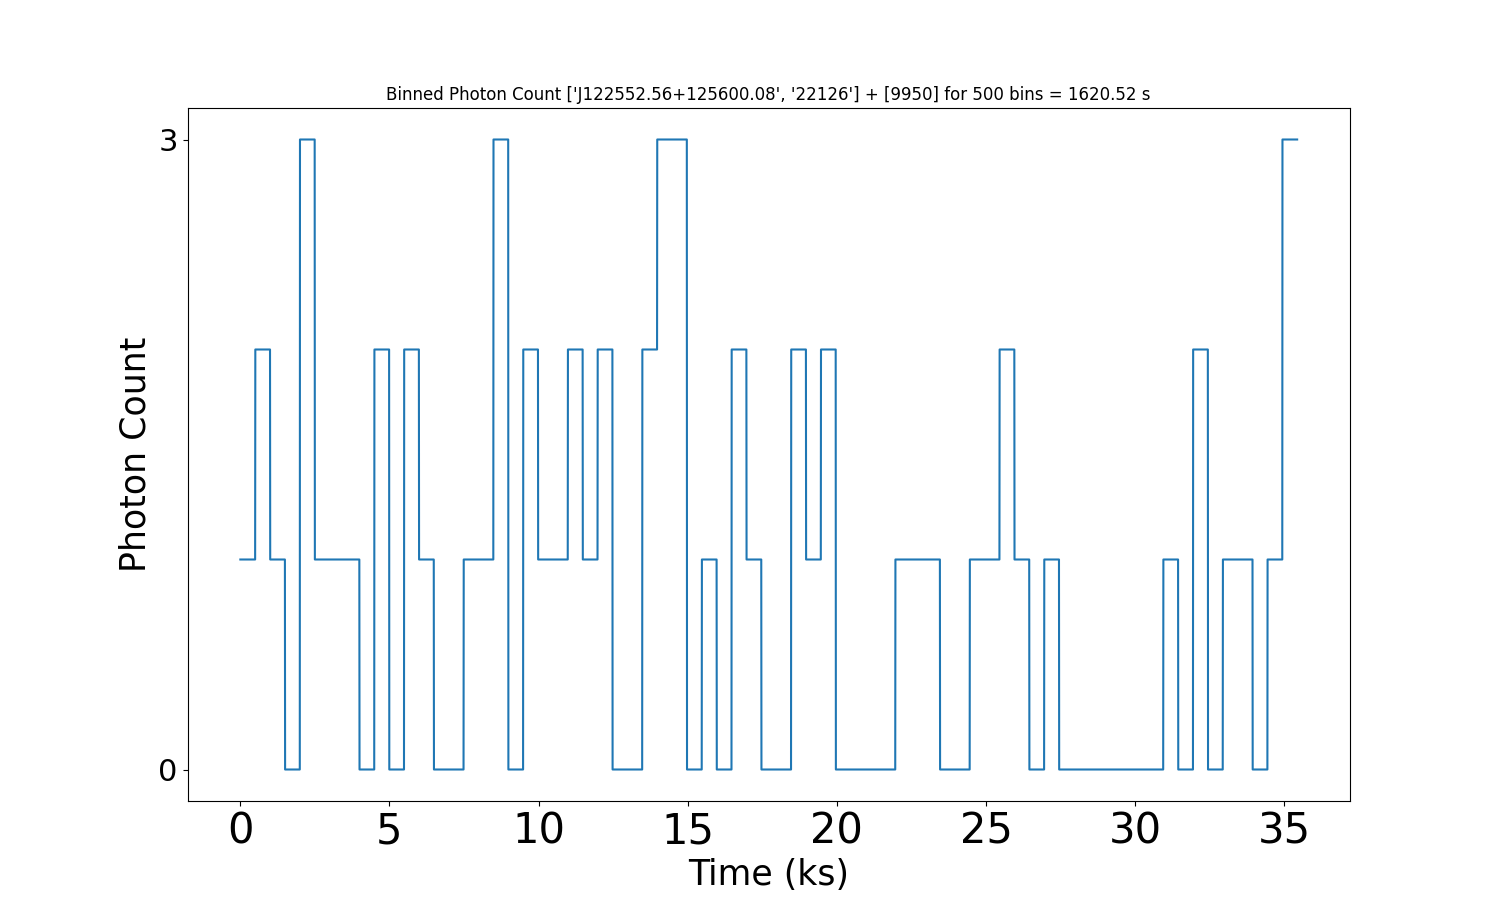 Binned Photon Count ['J122552.56+125600.08', '22126'] + [9950] for 500 bins = 1620.52 s
3
Photon Count
0
0 5 10 15 20 25 30 35
Time (ks)